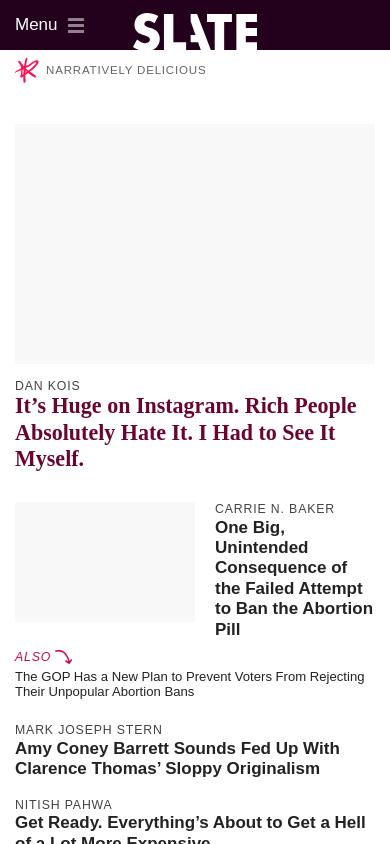 Menu
SLATE
NARRATIVELY DELICIOUS
DAN KOIS
It’s Huge on Instagram. Rich People
Absolutely Hate It. I Had to See It
Myself.
CARRIE N. BAKER
One Big,
Unintended
Consequence of
the Failed Attempt
to Ban the Abortion
Pill
ALSO
The GOP Has a New Plan to Prevent Voters From Rejecting
Their Unpopular Abortion Bans
MARK JOSEPH STERN
Amy Coney Barrett Sounds Fed Up With
Clarence Thomas’ Sloppy Originalism
NITISH PAHWA
Get Ready. Everything’s About to Get a Hell
of a Lot More Expensive